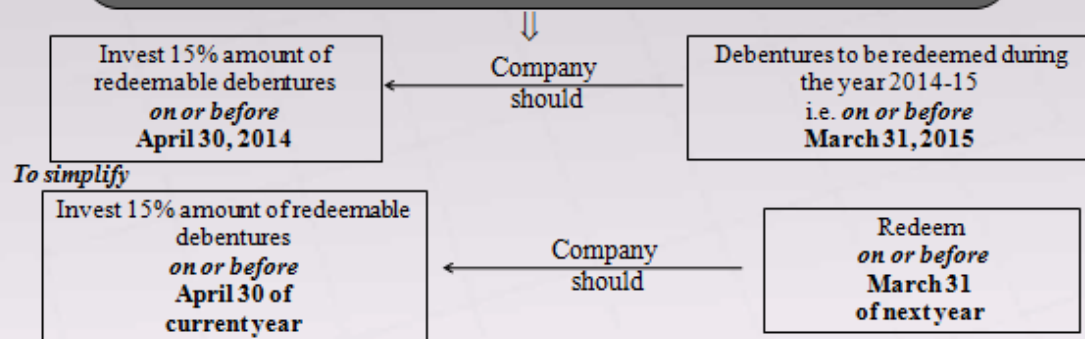 Invest 15% amount of
redeemable debentures
on or before
April 30, 2014
Company
should
Debentures to be redeemed during
the year 2014-15
i.e. on or before
March 31, 2015
To simplify
Invest 15% amount of redeemable
debentures
on or before
April 30 of
current year
Company
should
Redeem
on or before
March 31
of next year